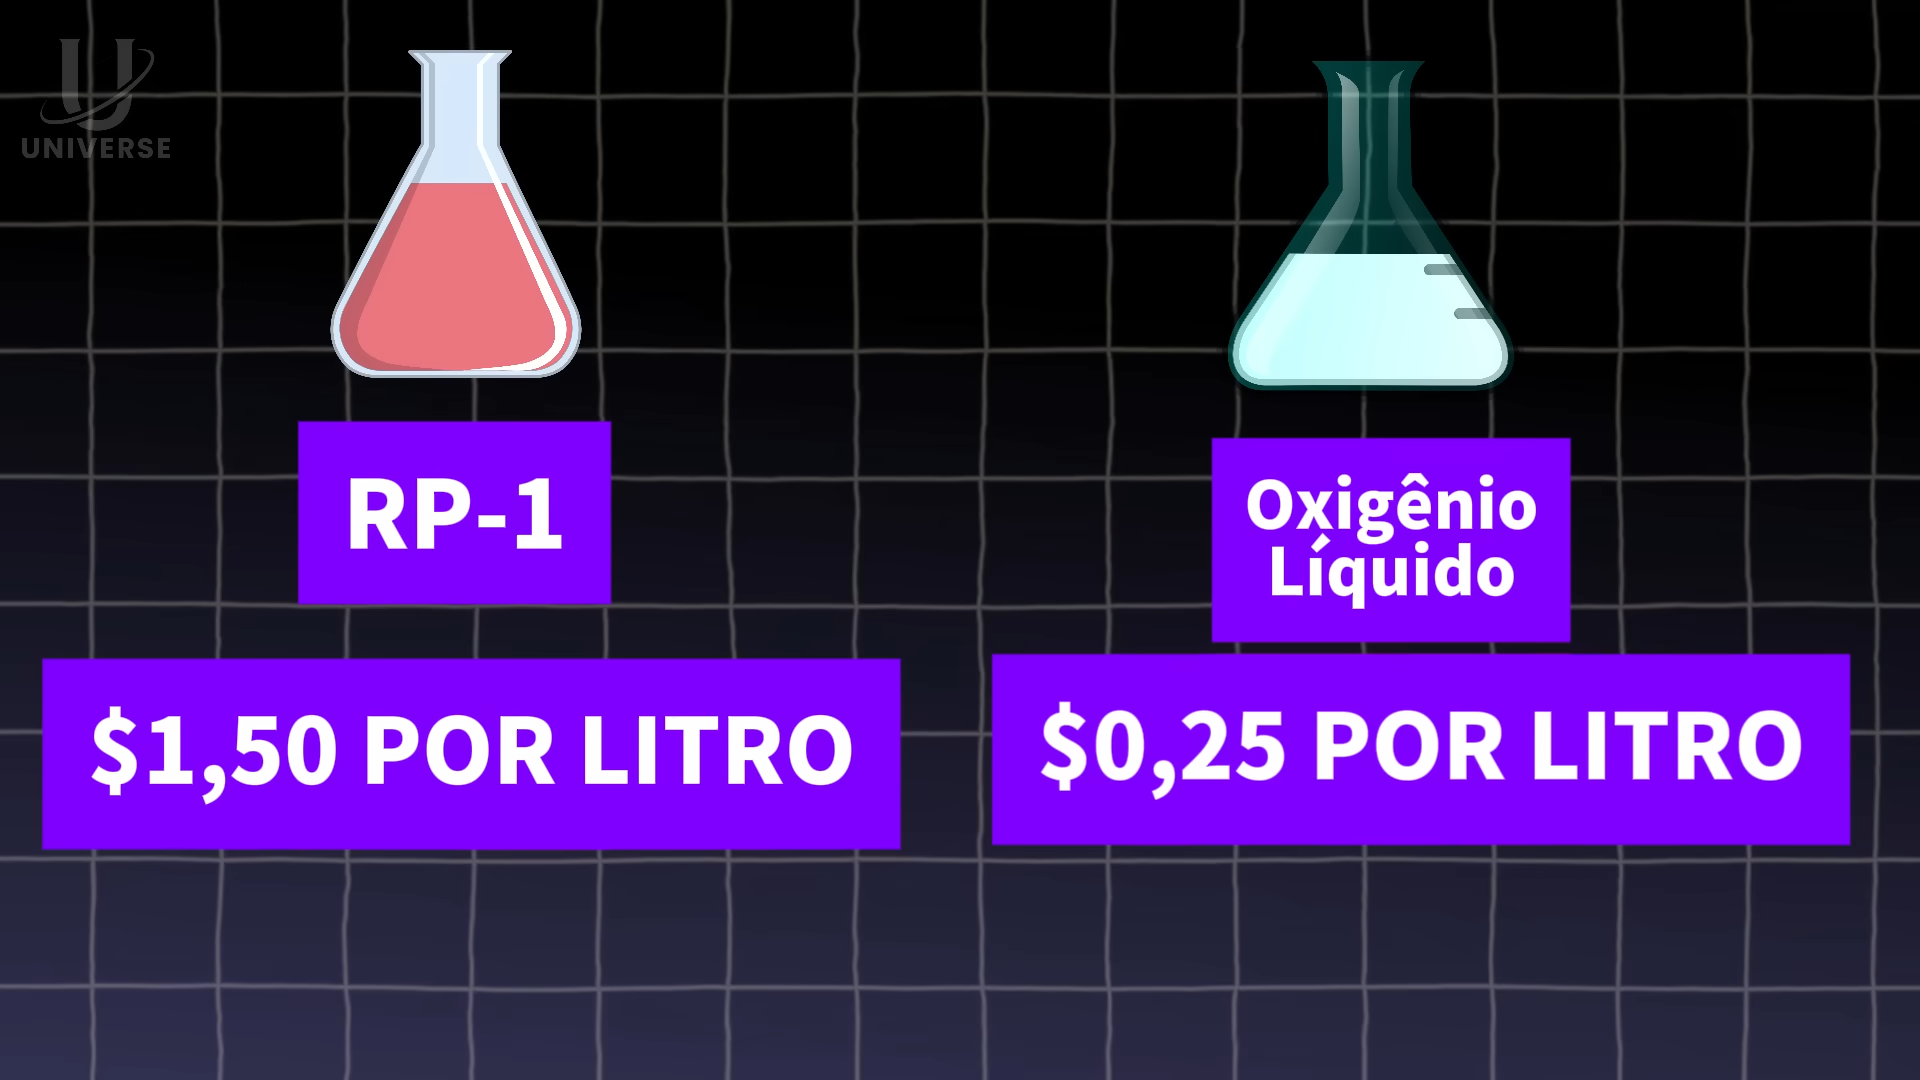 U
UNIVERSE
RP-1
Oxigênio
Líquido
$1,50 POR LITRO
$0,25 POR LITRO